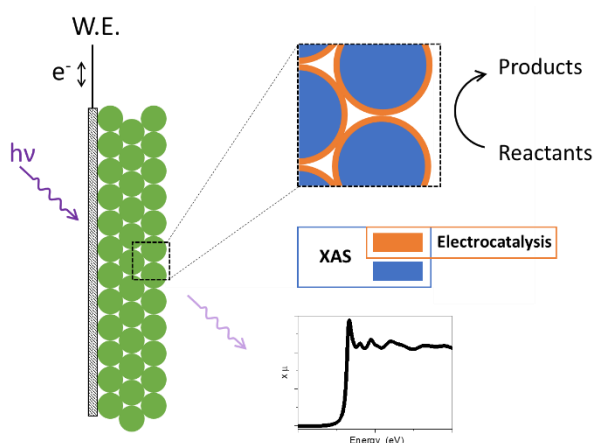 W.E.
e-
hν
Products
Reactants
XAS
Electrocatalysis
X μ
Energy (eV)